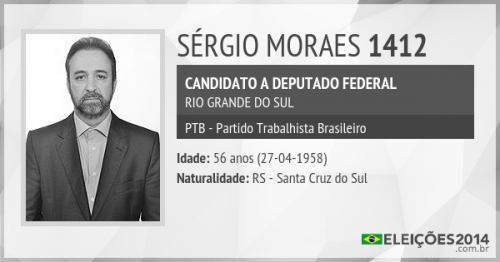 SÉRGIO MORAES 1412
CANDIDATO A DEPUTADO FEDERAL
RIO GRANDE DO SUL
PTB - Partido Trabalhista Brasileiro
Idade: 56 anos (27-04-1958)
Naturalidade: RS - Santa Cruz do Sul
ELEIÇÕES2014
.com.br